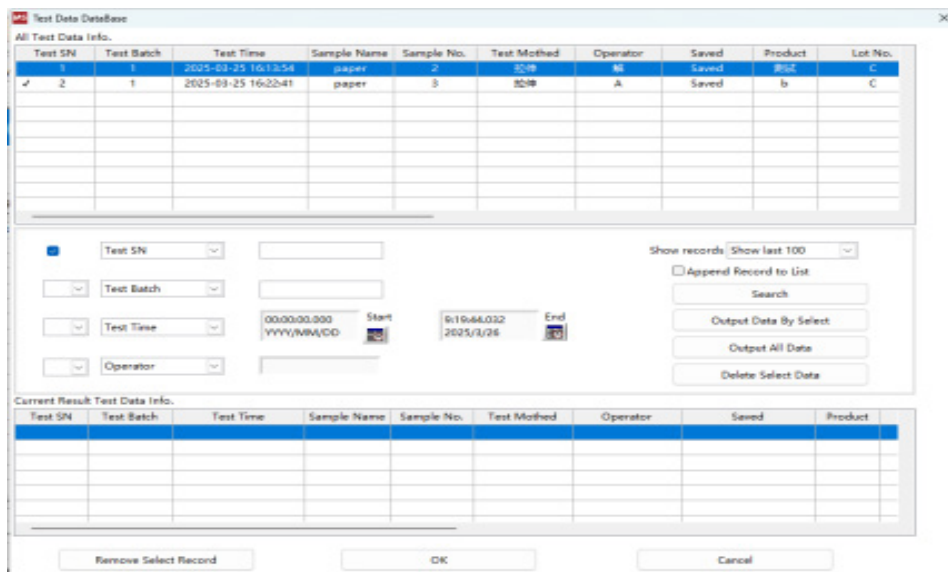 Test Data DataBase
All Test Data Info.
Test SN Test Batch Test Time Sample Name Sample No. Test Mothed Operator Saved Product Lot No.
1 1 2025-03-25 16:13:54 paper 2 拉伸 Saved 测试 C
2 1 2025-03-25 16:22:41 paper 3 拉伸 A Saved b C
Test SN Show records Show last 100
Append Record to List
Test Batch Search
Test Time 00:00:00.000 YYYY/MM/DD Start 9:19:44.032 2025/3/26 End Output Data By Select
Output All Data
Operator Delete Select Data
Current Result Test Data Info.
Test SN Test Batch Test Time Sample Name Sample No. Test Mothed Operator Saved Product
Remove Select Record OK Cancel